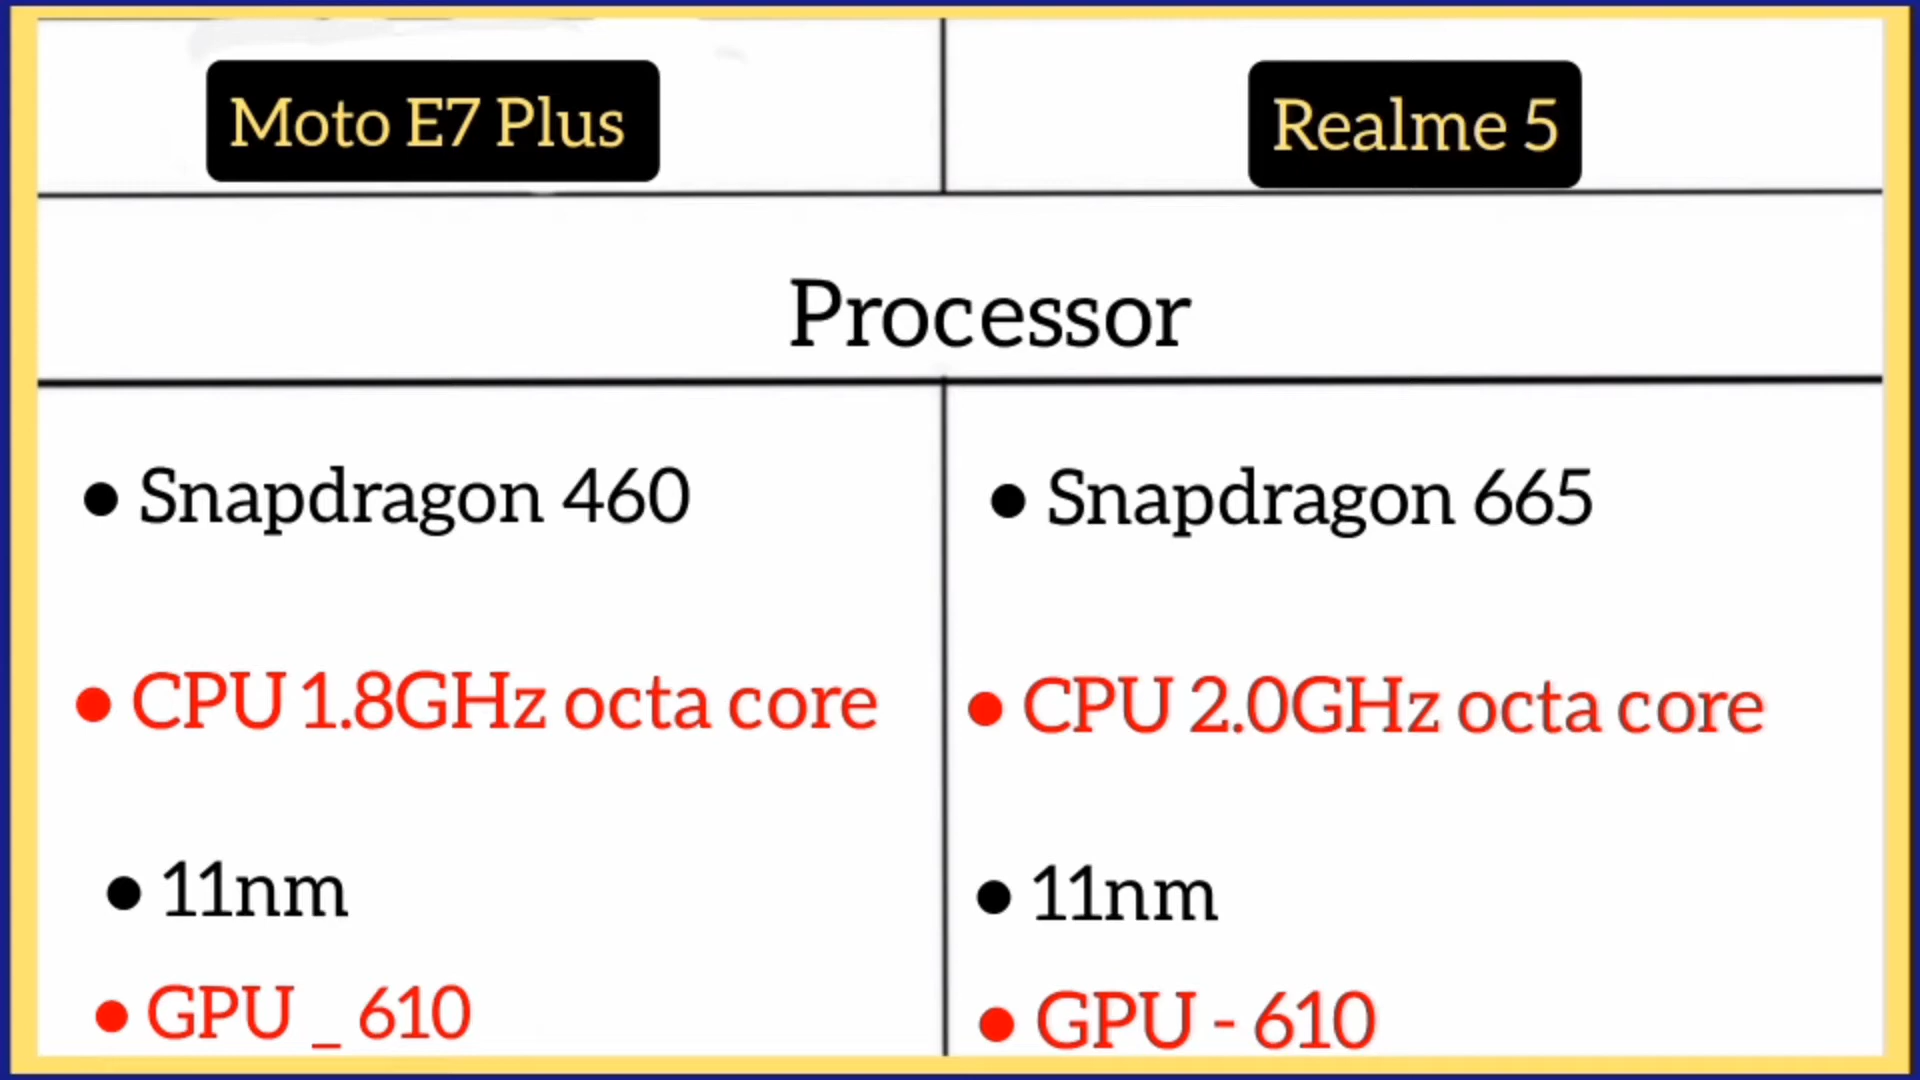 Moto E7 Plus
Realme 5
Processor
• Snapdragon 460
• Snapdragon 665
• CPU 1.8GHz octa core
• CPU 2.0GHz octa core
• 11nm
• 11nm
• GPU _ 610
• GPU - 610